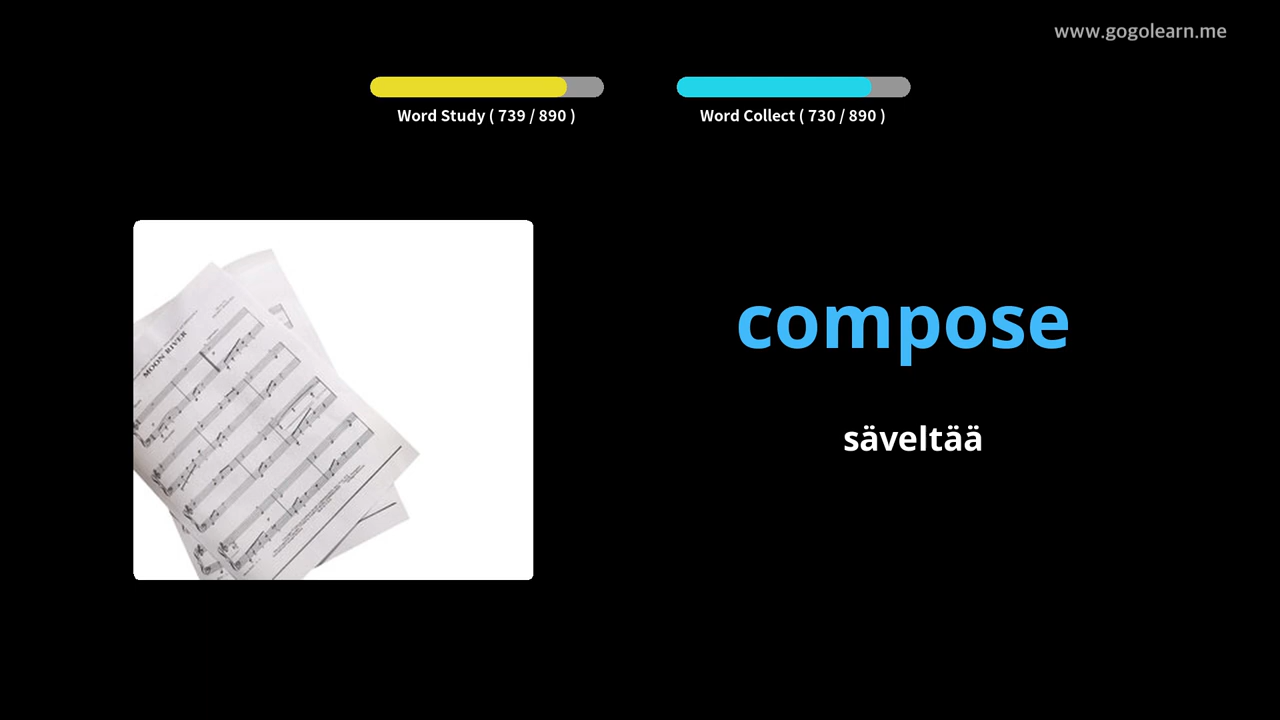 www.gogolearn.me
Word Study ( 739 / 890 )
Word Collect ( 730 / 890 )
MOON RIVER
compose
säveltää